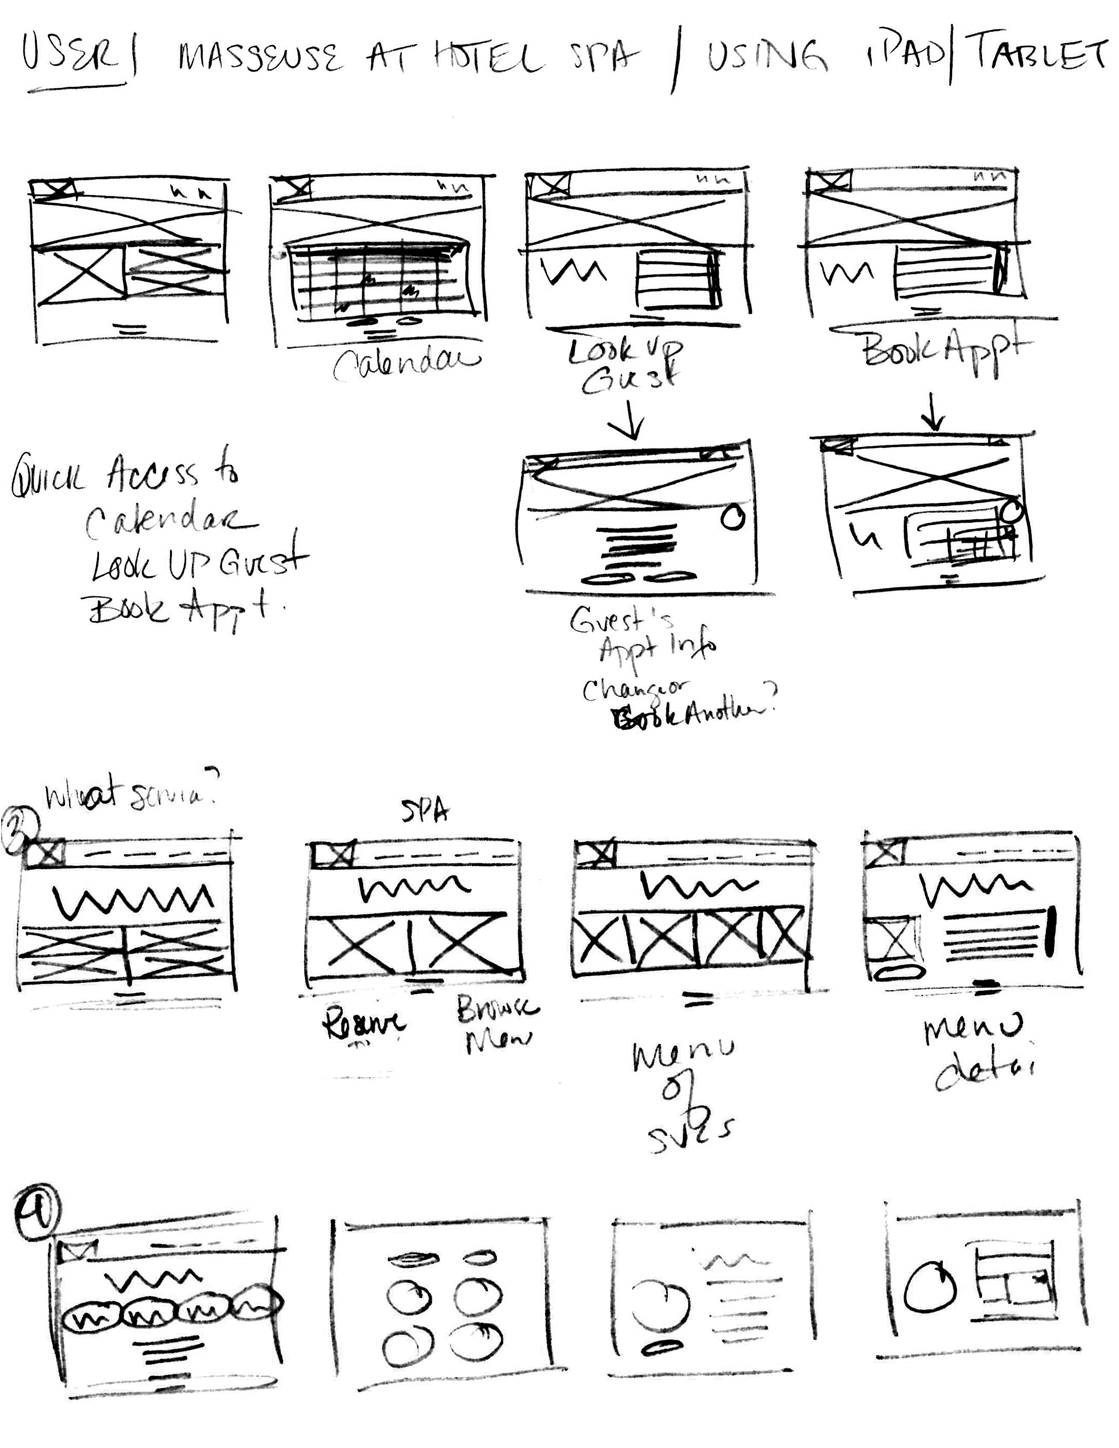 USER / MASSEUSE AT HOTEL SPA / USING iPAD/TABLET
Calendar
Look up
Guest
Book Appt
Quick Access to
Calendar
Look UP Guest
Book Appt.
Guest's
Appt Info
Change or
Book Another?
What service?
3
SPA
Reserve
Browse
Menu
Menu
of
SVCS
menu
detai
4